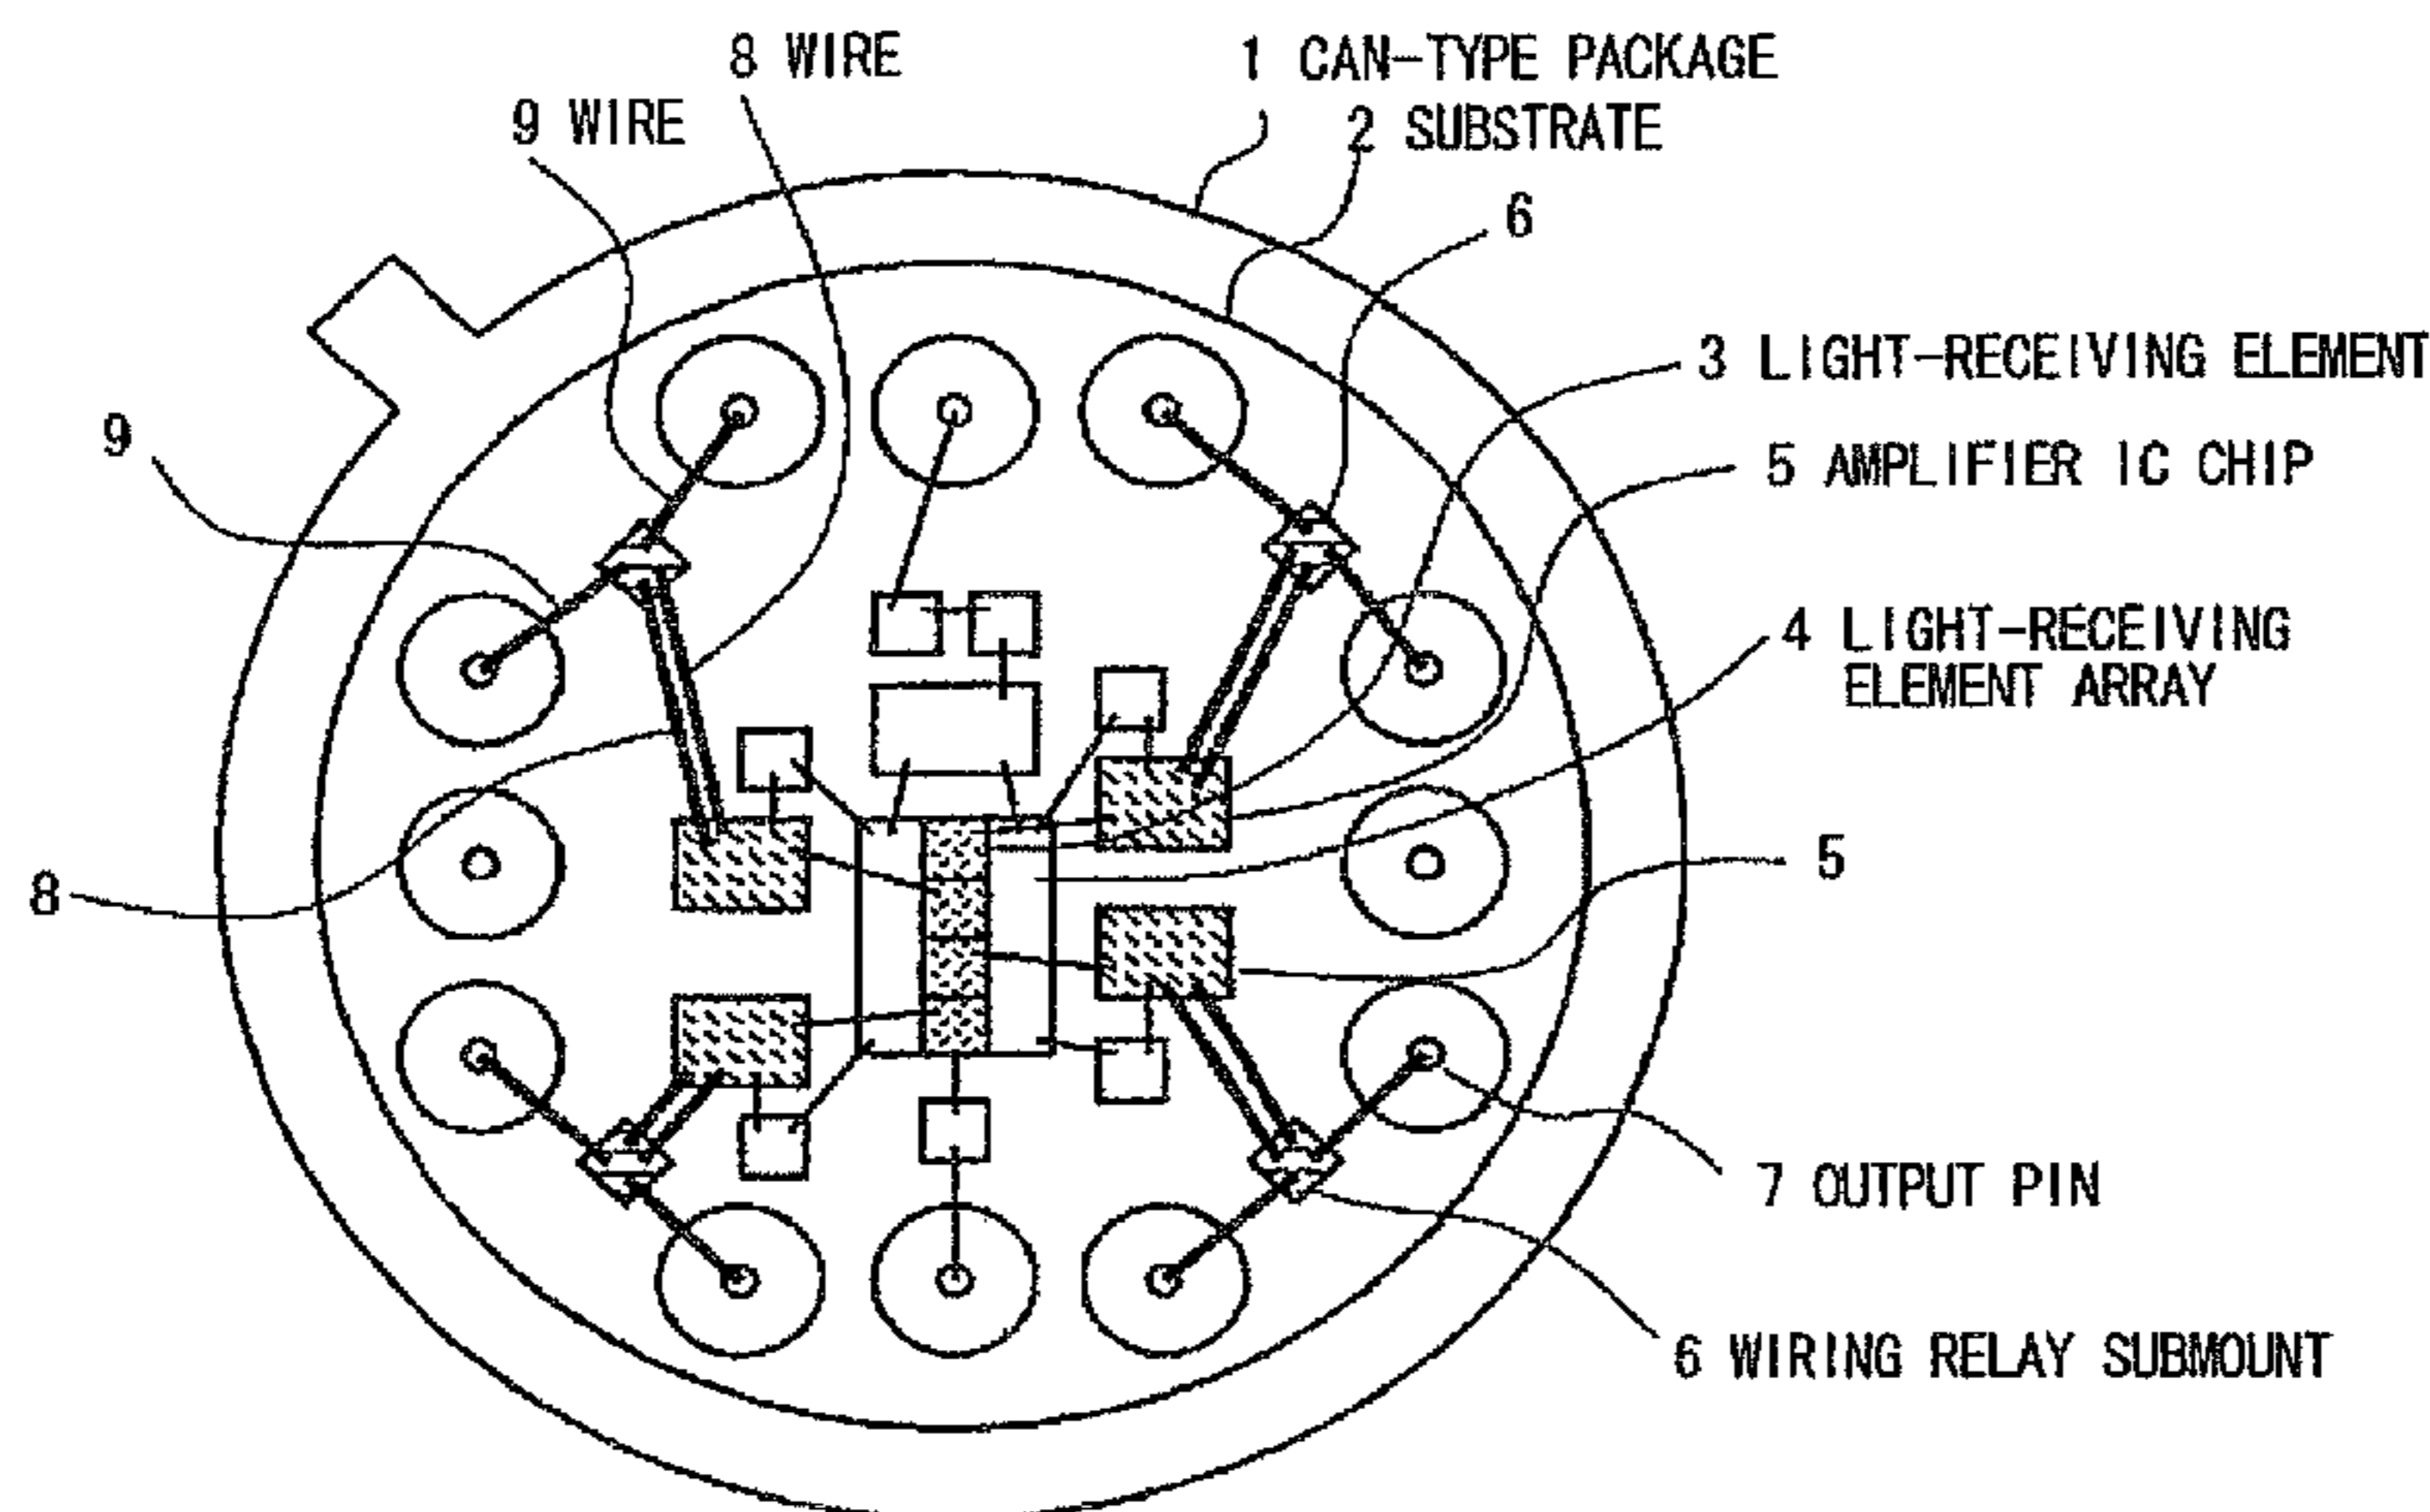 8 WIRE
1 CAN-TYPE PACKAGE
9 WIRE
2 SUBSTRATE
6
3 LIGHT-RECEIVING ELEMENT
9
5 AMPLIFIER IC CHIP
4 LIGHT-RECEIVING
ELEMENT ARRAY
5
8
7 OUTPUT PIN
6 WIRING RELAY SUBMOUNT